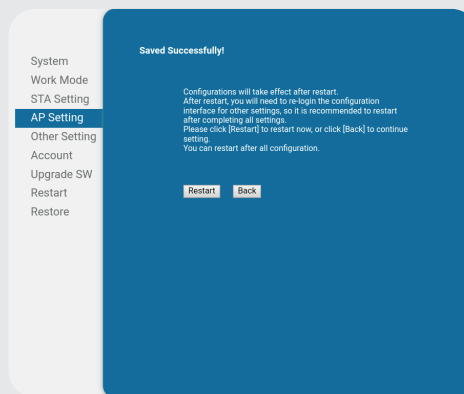 System
Work Mode
STA Setting
AP Setting
Other Setting
Account
Upgrade SW
Restart
Restore
Saved Successfully!
Configurations will take effect after restart.
After restart, you will need to re-login the configuration
interface for other settings, so it is recommended to restart
after completing all settings.
Please click [Restart] to restart now, or click [Back] to continue
setting.
You can restart after all configuration.
Restart Back